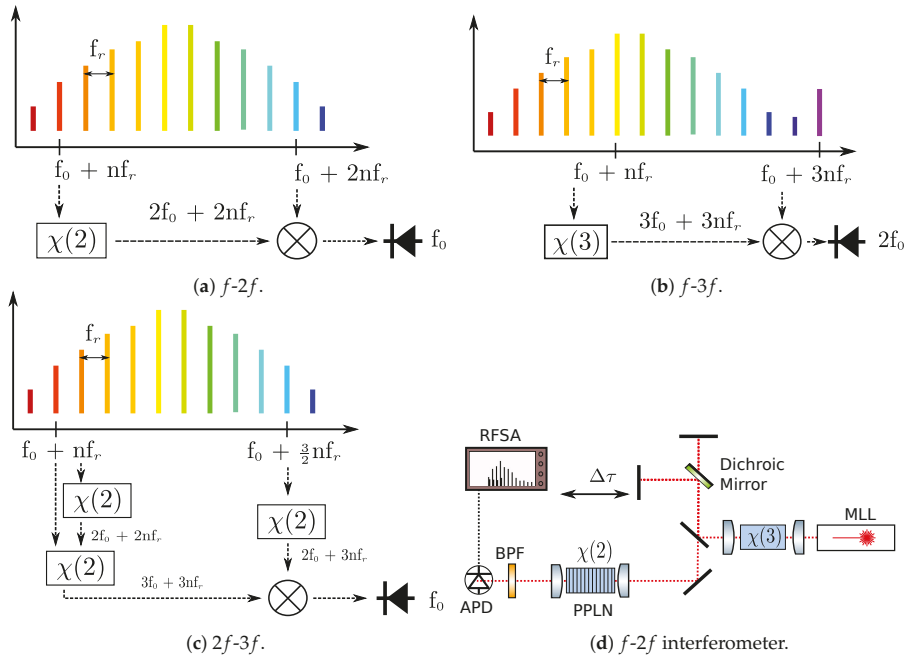 f_r
f_0 + nf_r
f_0 + 2nf_r
χ(2)
2f_0 + 2nf_r
f_0
(a) f-2f.
f_r
f_0 + nf_r
f_0 + 3nf_r
χ(3)
3f_0 + 3nf_r
2f_0
(b) f-3f.
f_r
f_0 + nf_r
f_0 + 3/2 nf_r
χ(2)
χ(2)
2f_0 + 2nf_r
2f_0 + 3nf_r
χ(2)
3f_0 + 3nf_r
f_0
(c) 2f-3f.
RFSA
Δτ
Dichroic
Mirror
MLL
χ(3)
BPF
χ(2)
APD
PPLN
(d) f-2f interferometer.